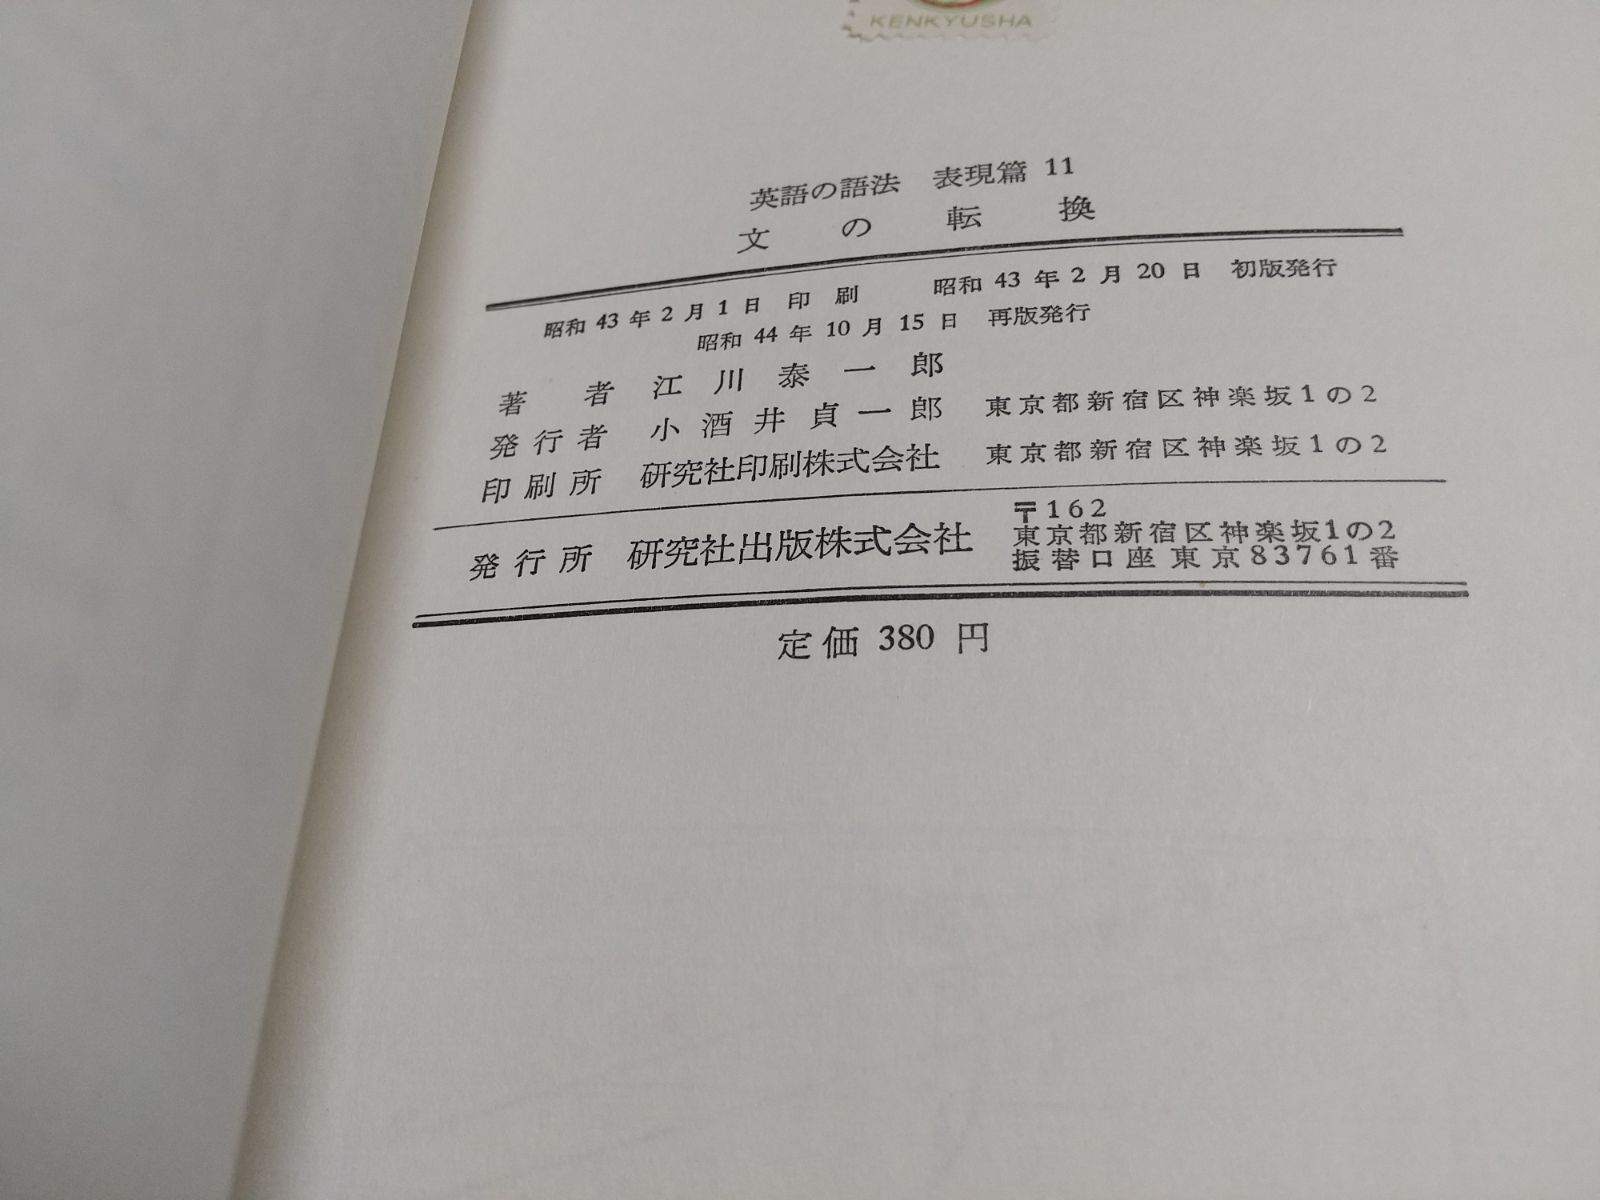 KENKYUSHA
英語の語法 表現篇 11
文の転換
昭和 43 年 2 月 1 日 印刷 昭和 43 年 2 月 20 日 初版発行
昭和 44 年 10 月 15 日 再版発行
著者 江川泰一郎
発行者 小酒井貞一郎 東京都新宿区神楽坂1の2
印刷所 研究社印刷株式会社 東京都新宿区神楽坂1の2
〒162
発行所 研究社出版株式会社 東京都新宿区神楽坂1の2
振替口座 東京83761番
定価 380 円